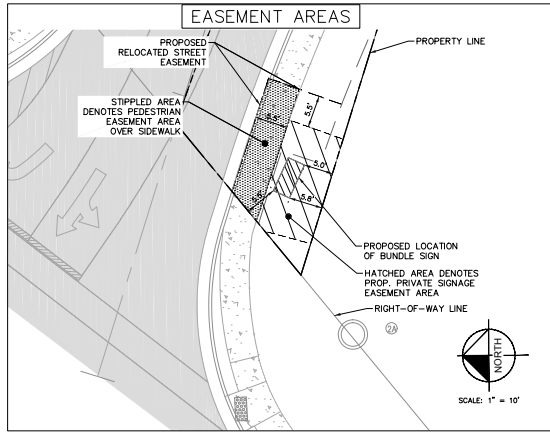 EASEMENT AREAS
PROPOSED
RELOCATED STREET
EASEMENT
PROPERTY LINE
STIPPLED AREA
DENOTES PEDESTRIAN
EASEMENT AREA
OVER SIDEWALK
5.5'
5.5'
5.0'
5.8'
PROPOSED LOCATION
OF BUNDLE SIGN
HATCHED AREA DENOTES
PROP. PRIVATE SIGNAGE
EASEMENT AREA
RIGHT-OF-WAY LINE
2A
NORTH
SCALE: 1" = 10'